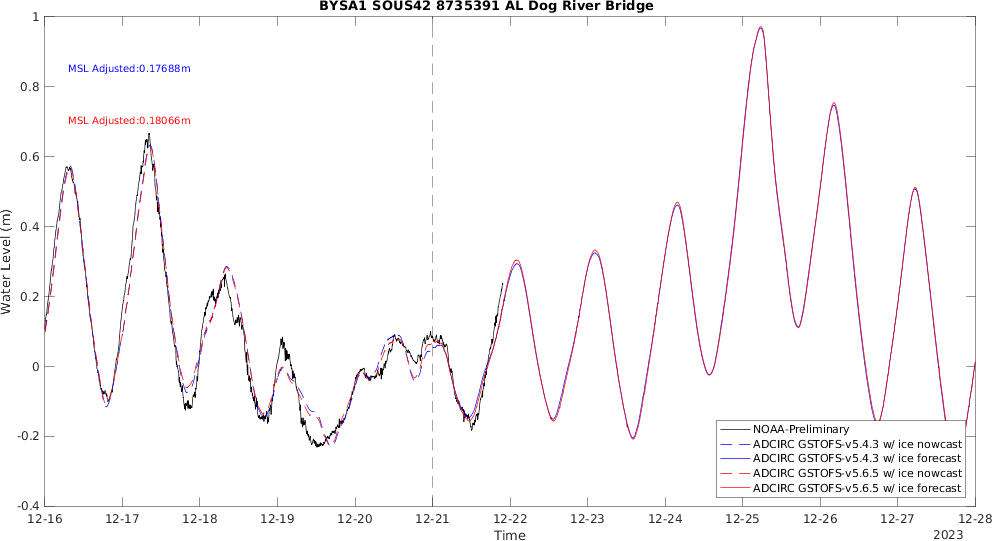 BYSA1 SOUS42 8735391 AL Dog River Bridge
MSL Adjusted:0.17688m
MSL Adjusted:0.18066m
Water Level (m)
1
0.8
0.6
0.4
0.2
0
-0.2
-0.4
NOAA-Preliminary
ADCIRC GSTOFS-v5.4.3 w/ ice nowcast
ADCIRC GSTOFS-v5.4.3 w/ ice forecast
ADCIRC GSTOFS-v5.6.5 w/ ice nowcast
ADCIRC GSTOFS-v5.6.5 w/ ice forecast
12-16 12-17 12-18 12-19 12-20 12-21 12-22 12-23 12-24 12-25 12-26 12-27 12-28
Time
2023